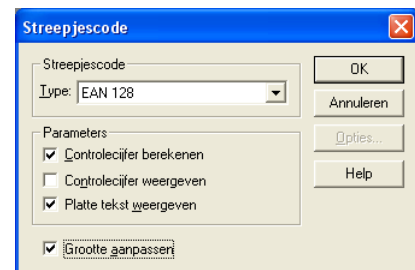 Streepjescode
Streepjescode
Type: EAN 128
Parameters
Controlecijfer berekenen
Controlecijfer weergeven
Platte tekst weergeven
Grootte aanpassen
OK
Annuleren
Opties...
Help